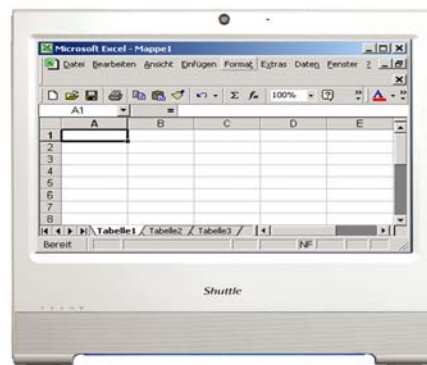 Microsoft Excel - Mappe1
Datei Bearbeiten Ansicht Einfügen Format Extras Daten Fenster ?
100%
A1 =
A B C D E
1
2
3
4
5
6
7
8
Tabelle1 Tabelle2 Tabelle3
Bereit NF
Shuttle